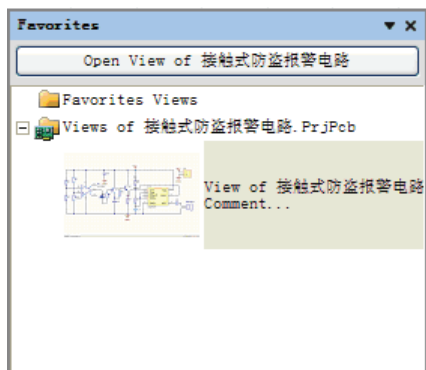 Favorites
Open View of 接触式防盗报警电路
Favorites Views
Views of 接触式防盗报警电路.PrjPcb
View of 接触式防盗报警电路
Comment...